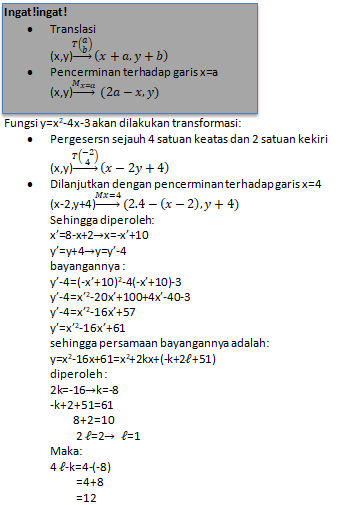 Ingat!ingat!
• Translasi
(x,y) \xrightarrow{T\binom{a}{b}} (x + a, y + b)
• Pencerminan terhadap garis x=a
(x,y) \xrightarrow{M_{x=a}} (2a − x, y)
Fungsi y=x²-4x-3 akan dilakukan transformasi:
• Pergesersn sejauh 4 satuan keatas dan 2 satuan kekiri
(x,y) \xrightarrow{T\binom{-2}{4}} (x − 2y + 4)
• Dilanjutkan dengan pencerminan terhadap garis x=4
(x-2,y+4) \xrightarrow{Mx=4} (2.4 − (x − 2), y + 4)
Sehingga diperoleh:
x’=8-x+2→x=-x’+10
y’=y+4→y=y’-4
bayangannya :
y’-4=(-x’+10)²-4(-x’+10)-3
y’-4=x’²-20x’+100+4x’-40-3
y’-4=x’²-16x’+57
y’=x’²-16x’+61
sehingga persamaan bayangannya adalah:
y=x²-16x+61=x²+2kx+(-k+2ℓ+51)
diperoleh :
2k=-16→k=-8
-k+2+51=61
8+2=10
2 ℓ=2→ ℓ=1
Maka:
4 ℓ-k=4-(-8)
=4+8
=12